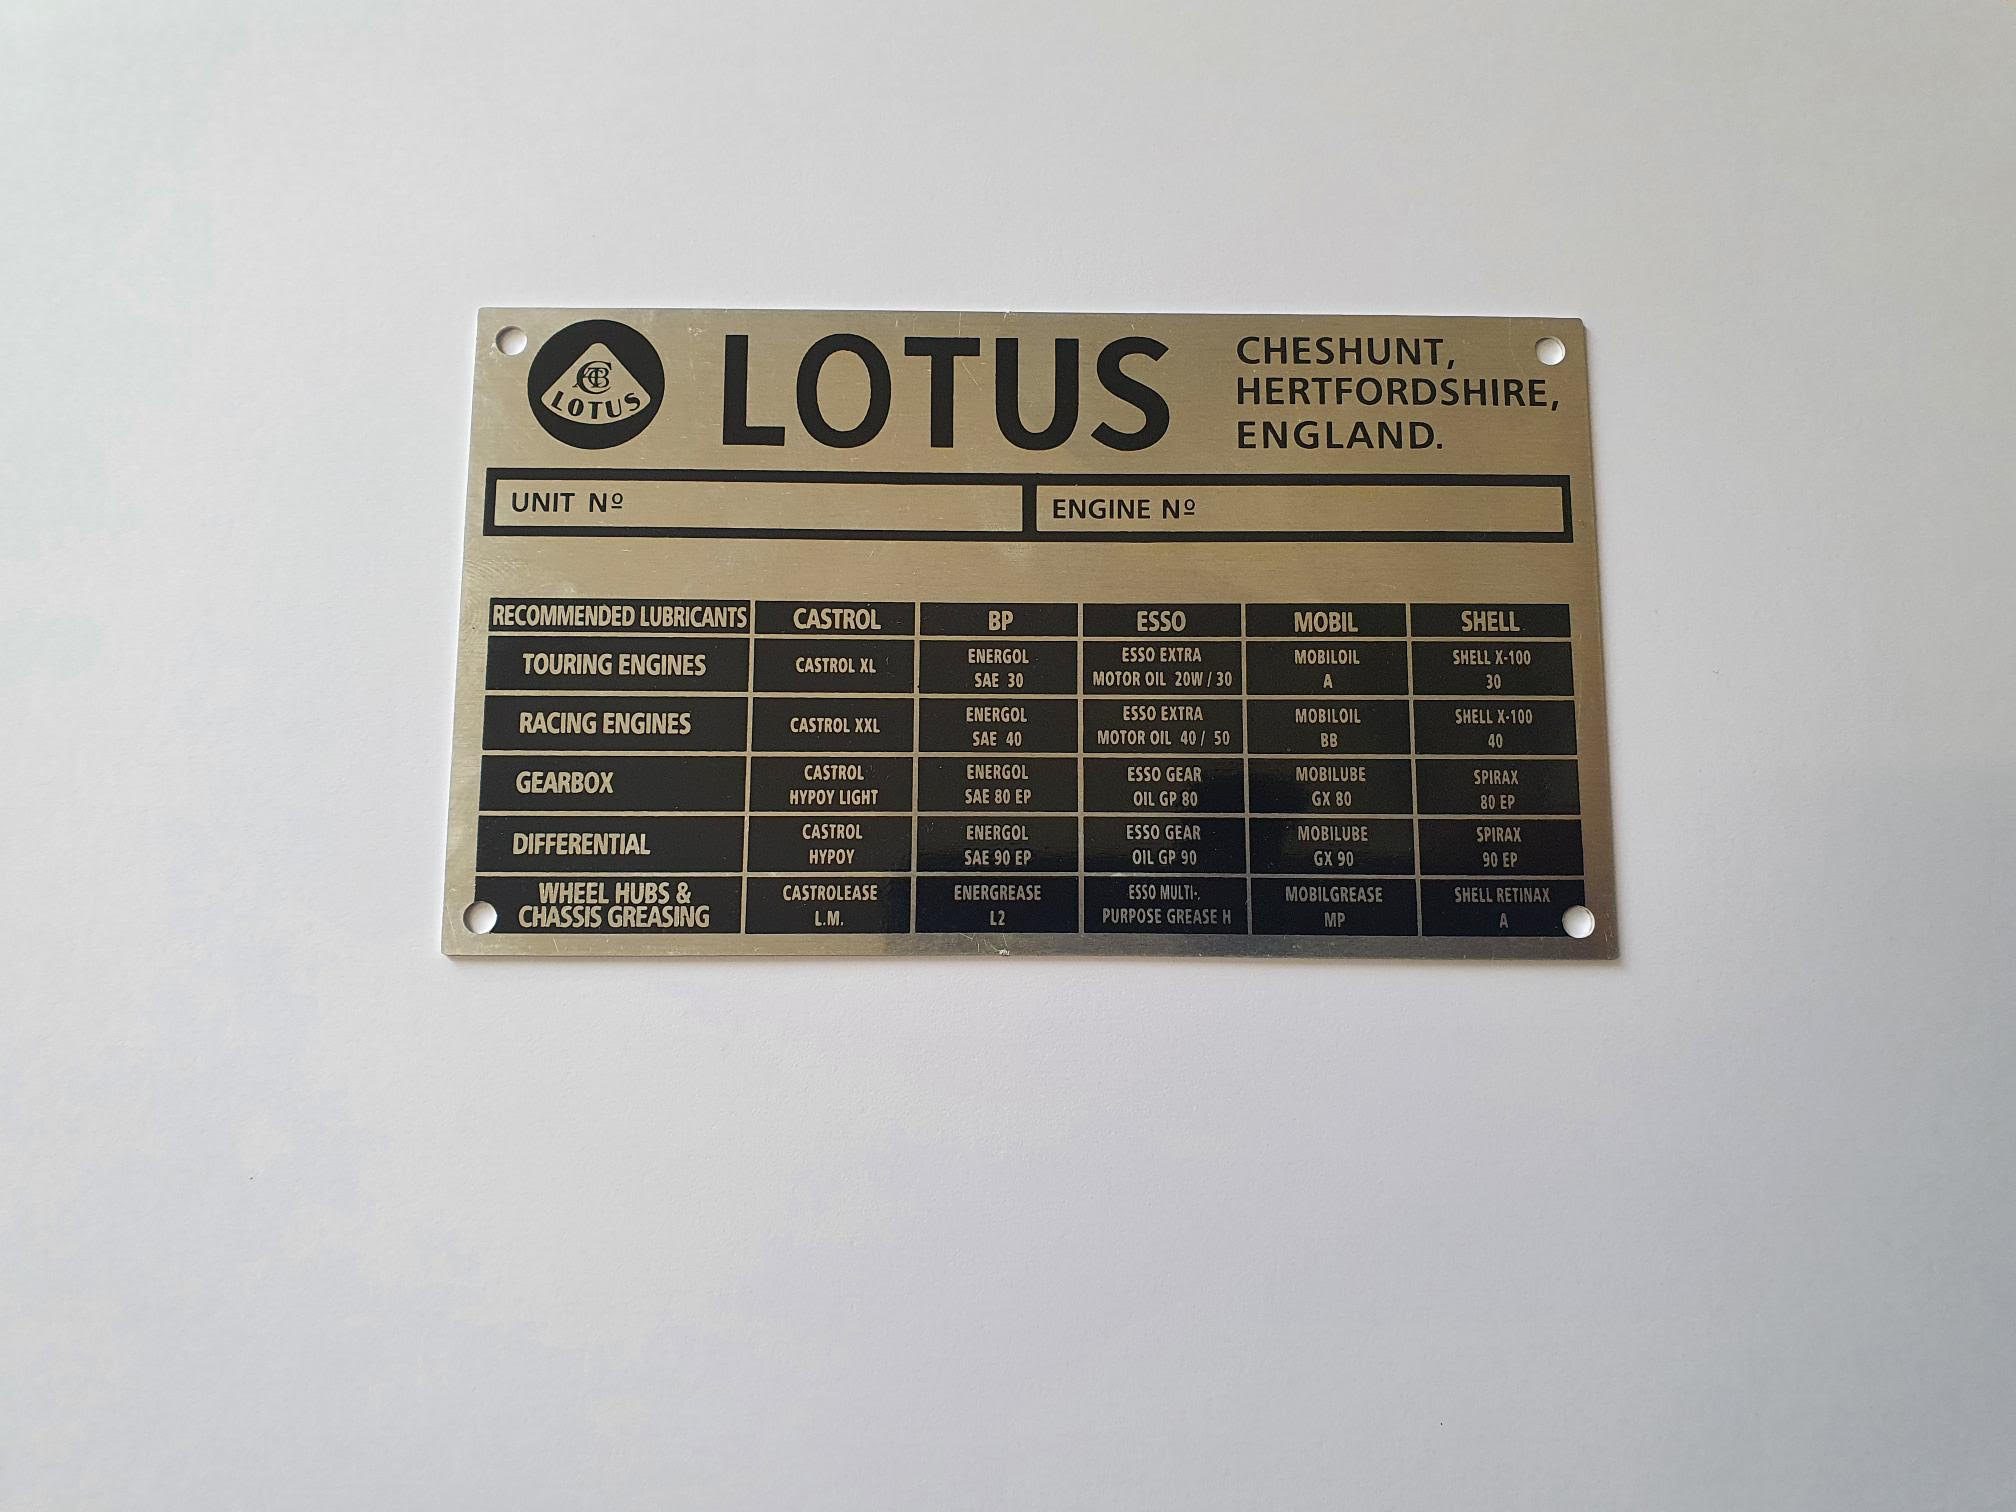 ACBC
LOTUS
LOTUS
CHESHUNT,
HERTFORDSHIRE,
ENGLAND.
UNIT Nº
ENGINE Nº
RECOMMENDED LUBRICANTS CASTROL BP ESSO MOBIL SHELL
TOURING ENGINES CASTROL XL ENERGOL SAE 30 ESSO EXTRA MOTOR OIL 20W / 30 MOBILOIL A SHELL X-100 30
RACING ENGINES CASTROL XXL ENERGOL SAE 40 ESSO EXTRA MOTOR OIL 40 / 50 MOBILOIL BB SHELL X-100 40
GEARBOX CASTROL HYPOY LIGHT ENERGOL SAE 80 EP ESSO GEAR OIL GP 80 MOBILUBE GX 80 SPIRAX 80 EP
DIFFERENTIAL CASTROL HYPOY ENERGOL SAE 90 EP ESSO GEAR OIL GP 90 MOBILUBE GX 90 SPIRAX 90 EP
WHEEL HUBS & CHASSIS GREASING CASTROLEASE L.M. ENERGREASE L2 ESSO MULTI-. PURPOSE GREASE H MOBILGREASE MP SHELL RETINAX A